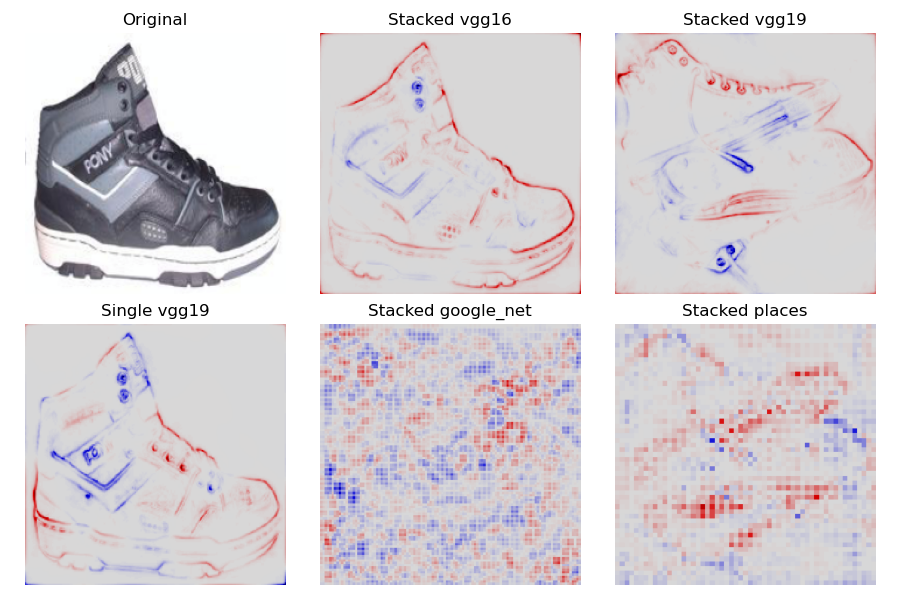 Original
Stacked vgg16
Stacked vgg19
PONY
Single vgg19
Stacked google_net
Stacked places